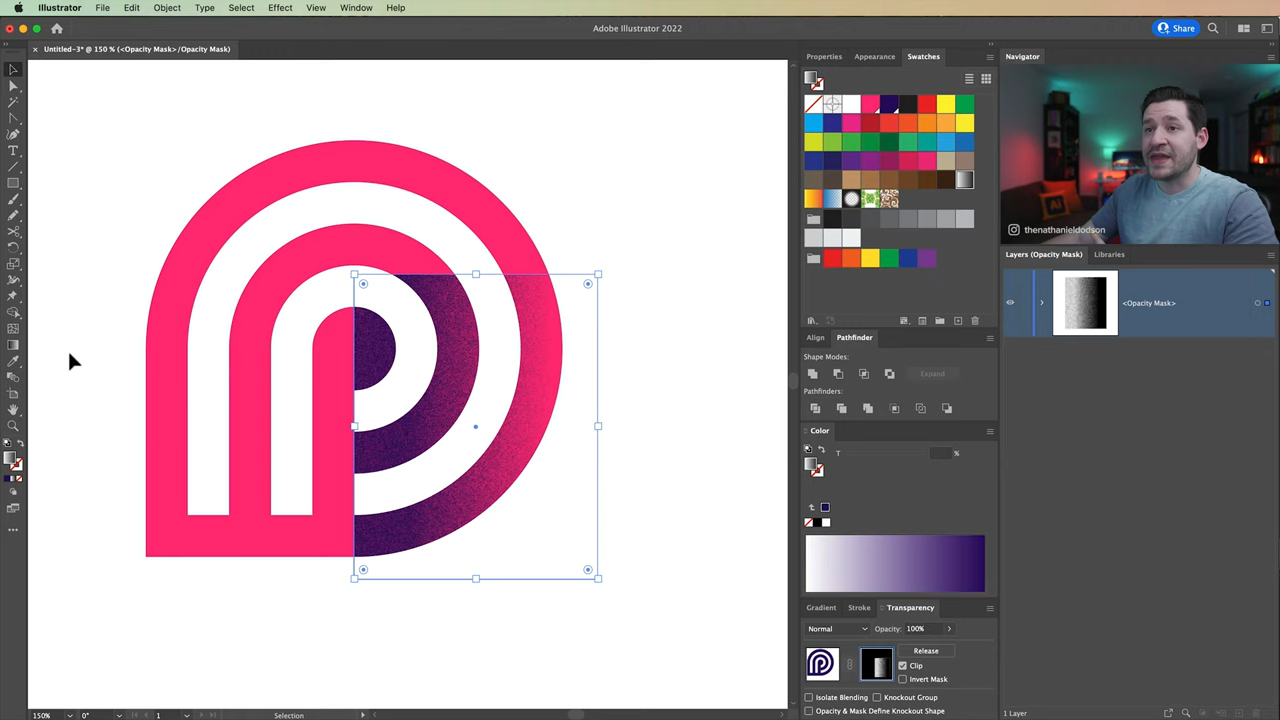 Illustrator File Edit Object Type Select Effect View Window Help
Adobe Illustrator 2022
Share
Untitled-3* @ 150 % (<Opacity Mask>/Opacity Mask)
Properties Appearance Swatches
Navigator
thenathanieldodson
Layers (Opacity Mask) Libraries
<Opacity Mask>
Align Pathfinder
Shape Modes:
Expand
Pathfinders:
Color
T %
Gradient Stroke Transparency
Normal Opacity: 100%
Release
Clip
Invert Mask
Isolate Blending Knockout Group
Opacity & Mask Define Knockout Shape
150% 0° 1 Selection
1 Layer